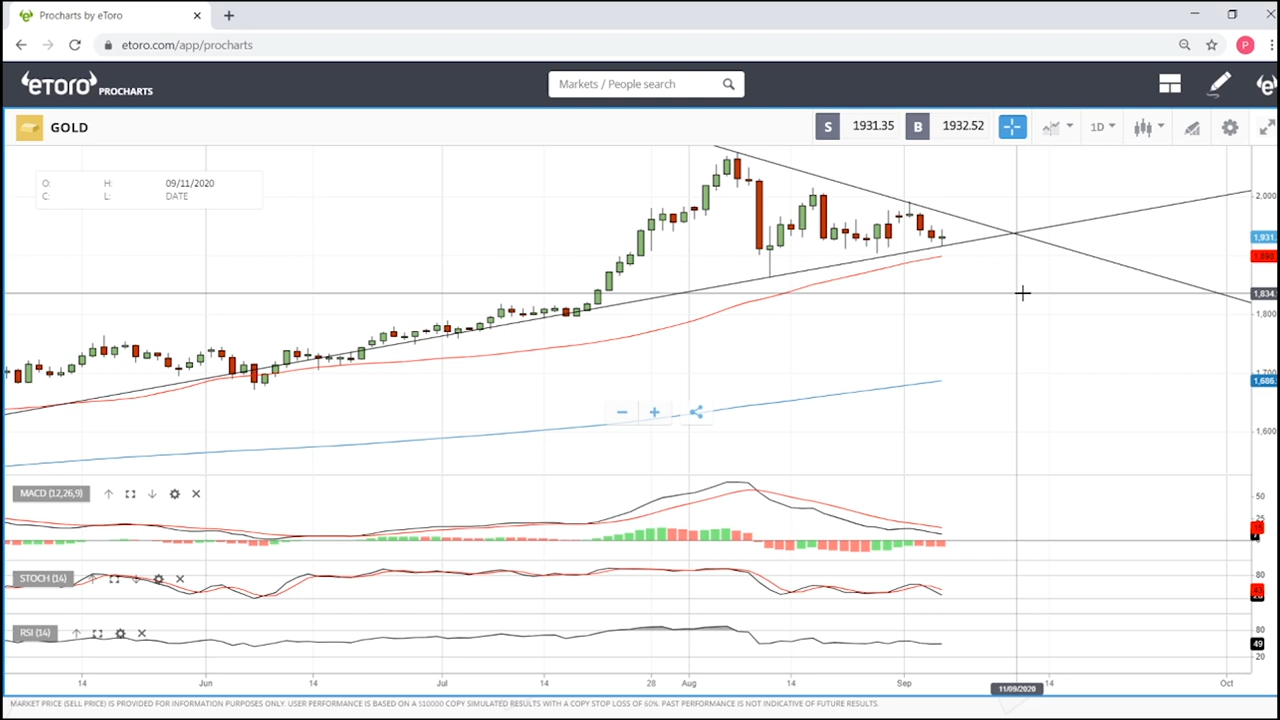 Procharts by eToro
etoro.com/app/procharts
P
eToro PROCHARTS
Markets / People search
GOLD
S 1931.35 B 1932.52 1D
O: H: 09/11/2020
C: L: DATE
2,000
1,931
1,834
1,800
1,700
1,686
1,600
MACD (12,26,9)
50
25
STOCH (14)
80
RSI (14)
80
49
20
14 Jun 14 Jul 14 28 Aug 14 Sep 14 Oct
11/09/2020
MARKET PRICE (SELL PRICE) IS PROVIDED FOR INFORMATION PURPOSES ONLY. USER PERFORMANCE IS BASED ON A $10000 COPY SIMULATED RESULTS WITH A COPY STOP LOSS OF 60%. PAST PERFORMANCE IS NOT INDICATIVE OF FUTURE RESULTS.